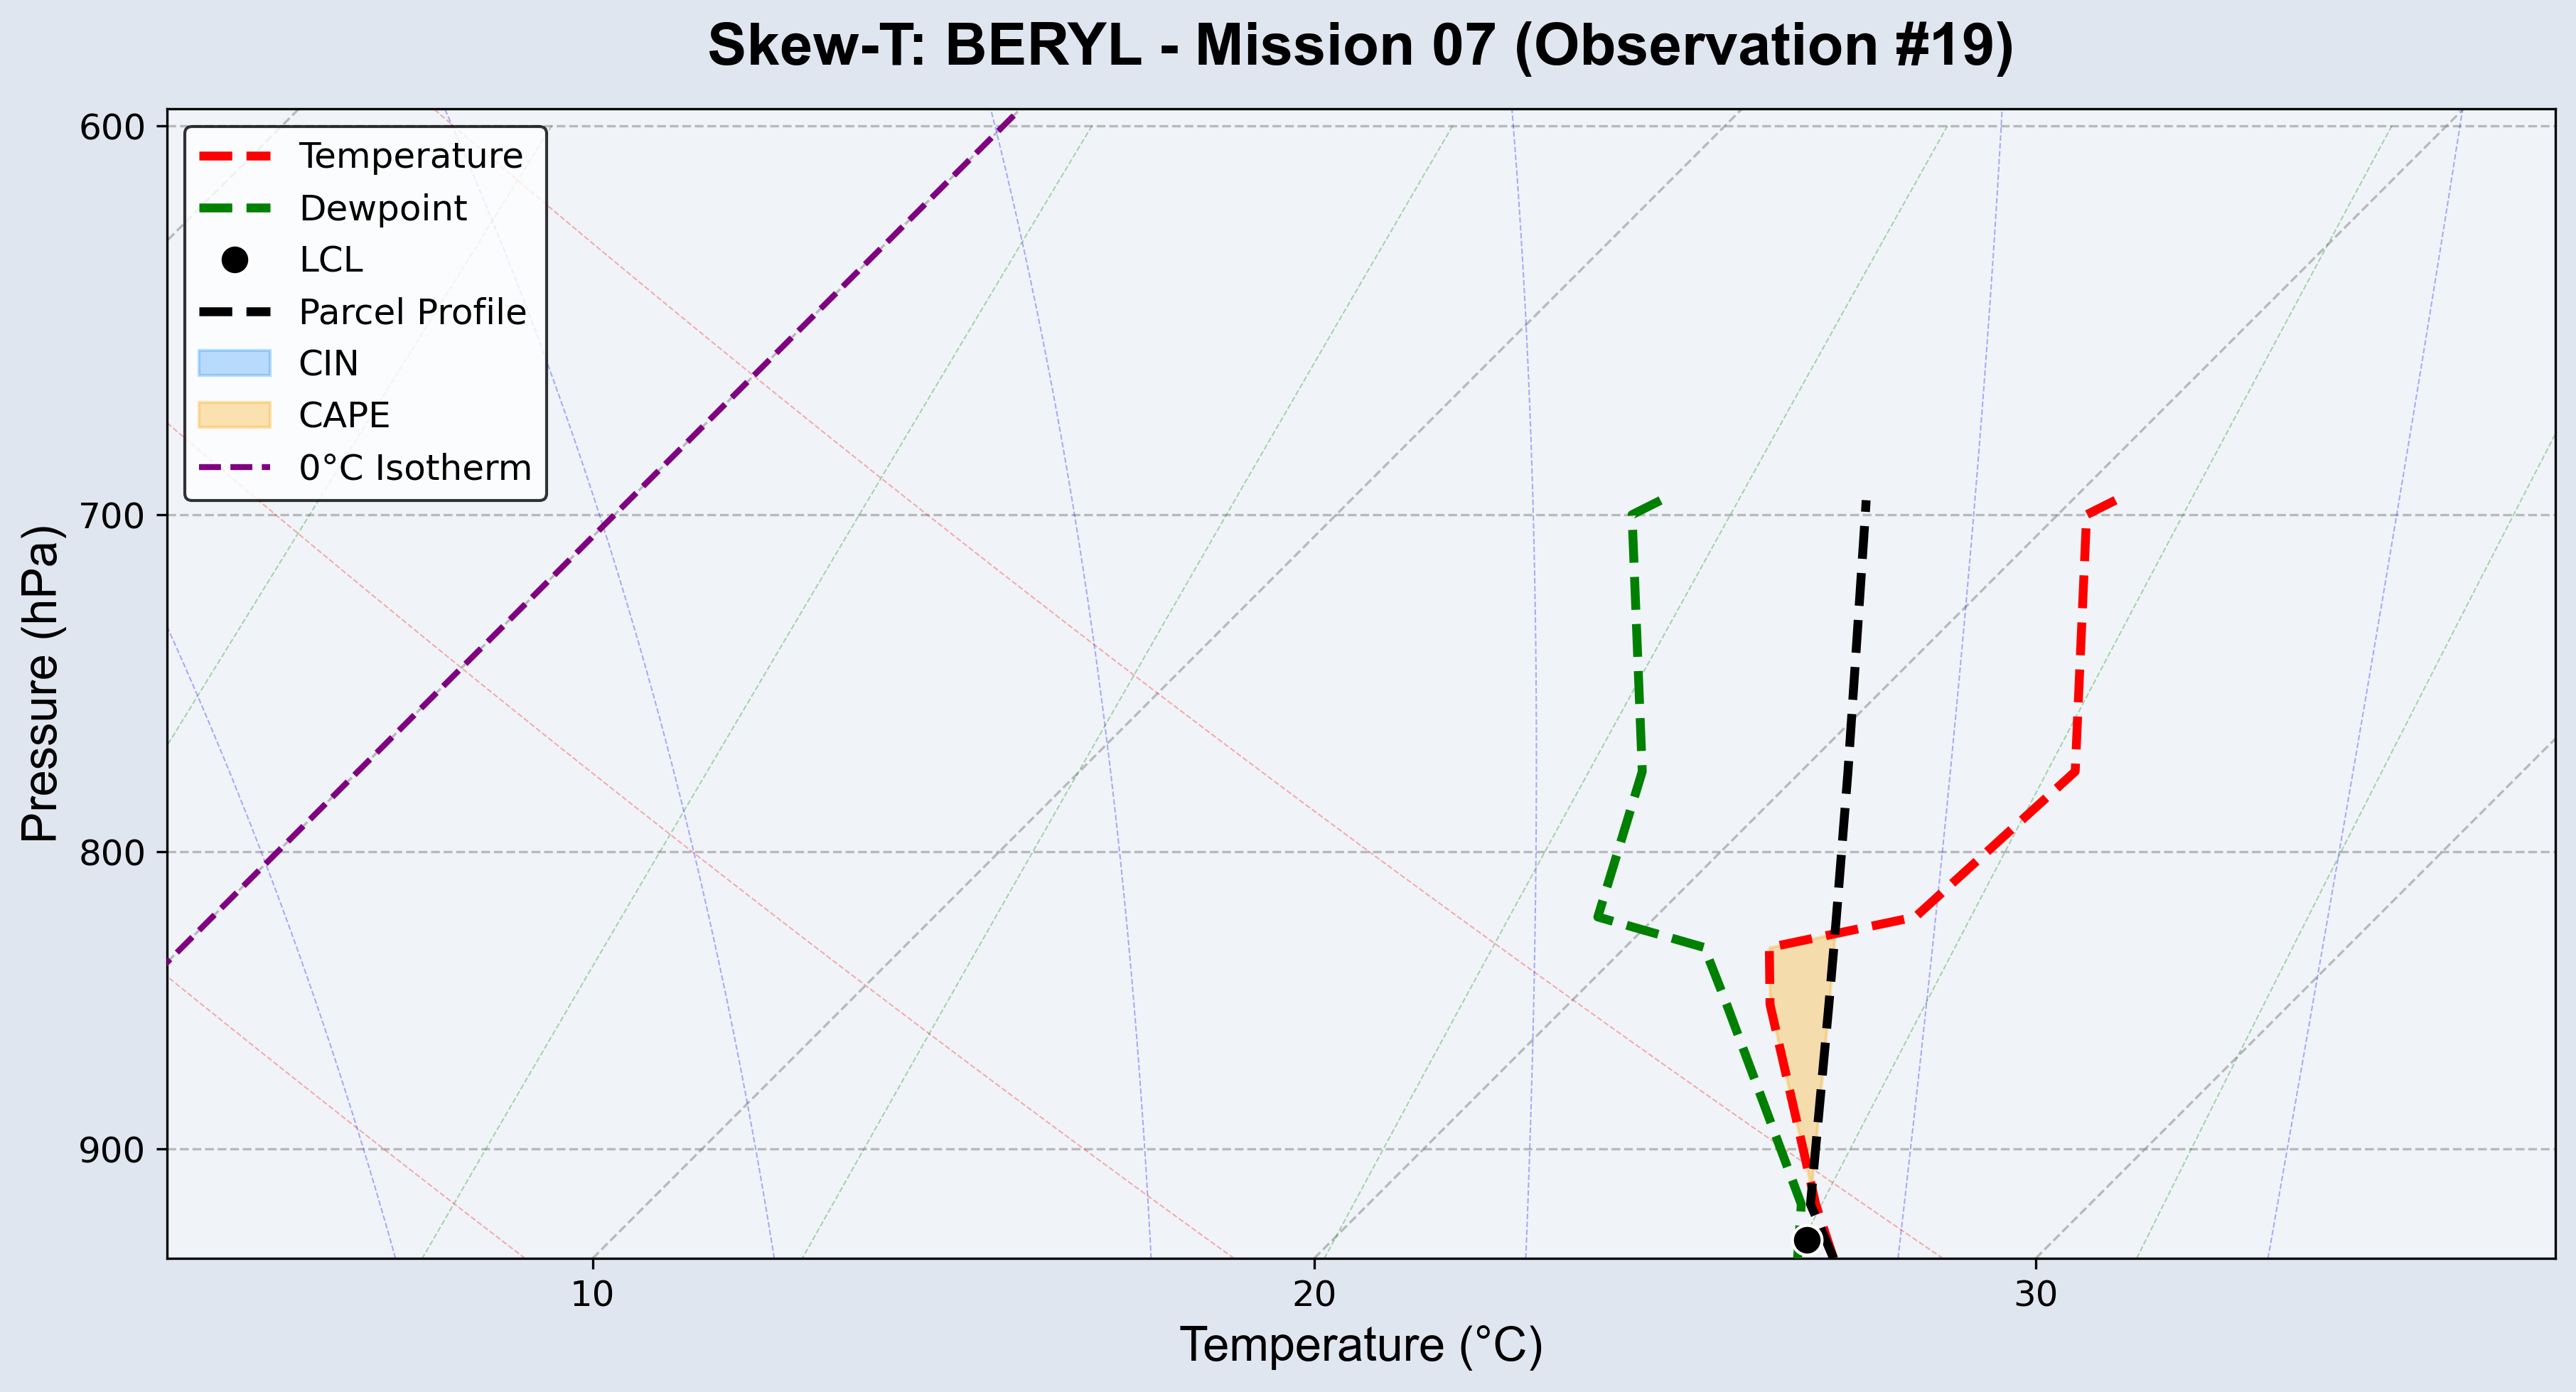 Skew-T: BERYL - Mission 07 (Observation #19)
600
700
800
900
Pressure (hPa)
Temperature
Dewpoint
LCL
Parcel Profile
CIN
CAPE
0°C Isotherm
10
20
30
Temperature (°C)